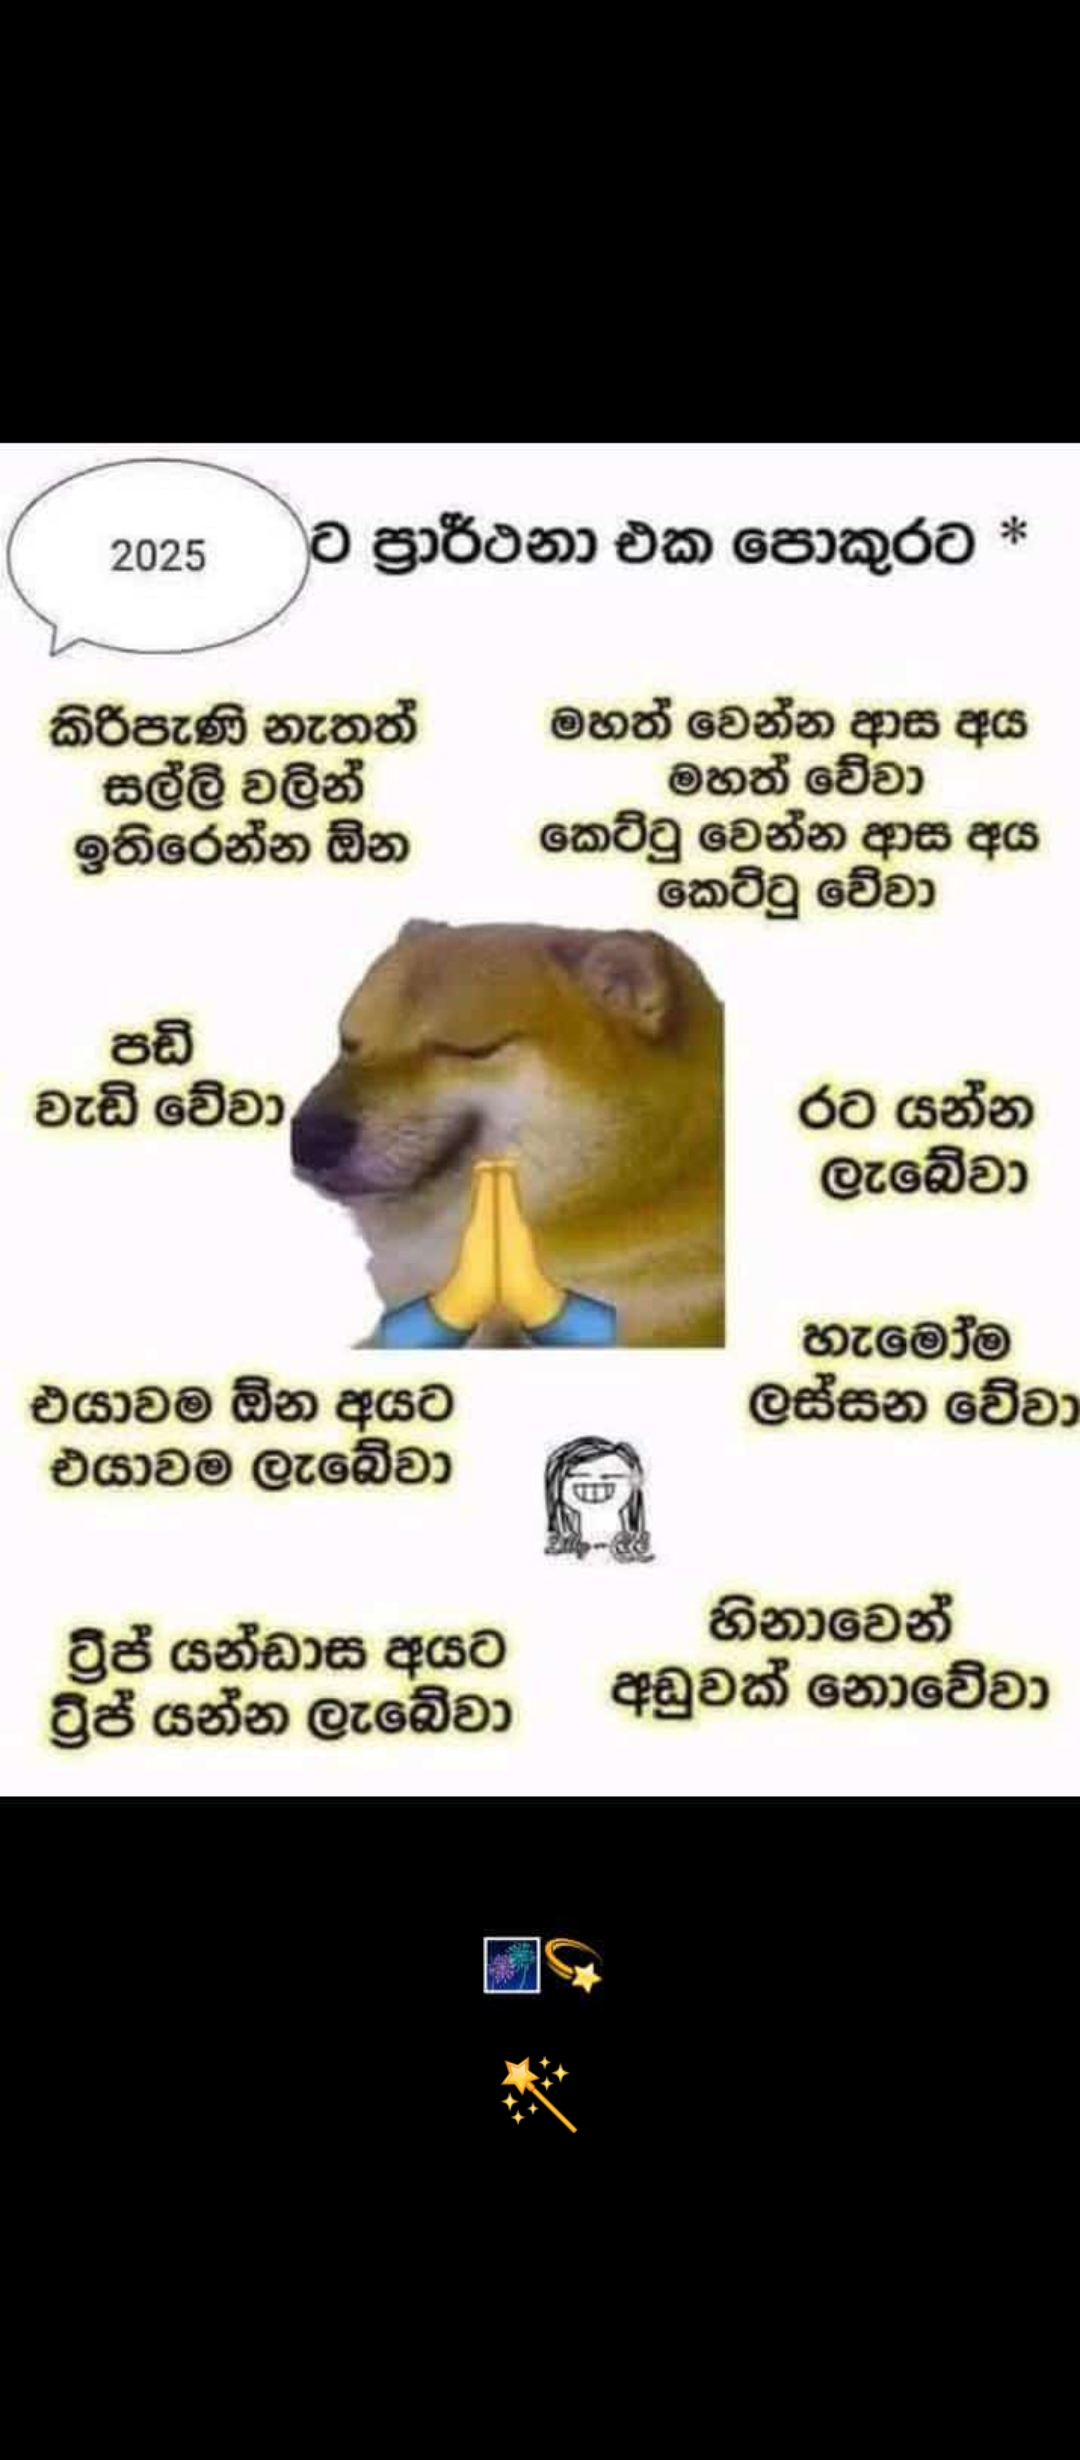 2025 ට ප්‍රාර්ථනා එක පොකුරට *
කිරිපැණි නැතත්
සල්ලි වලින්
ඉතිරෙන්න ඕන
මහත් වෙන්න ආස අය
මහත් වේවා
කෙට්ටු වෙන්න ආස අය
කෙට්ටු වේවා
පඩි
වැඩි වේවා
රට යන්න
ලැබේවා
හැමෝම
ලස්සන වේවා
එයාවම ඕන අයට
එයාවම ලැබේවා
ට්‍රිප් යන්ඩාස අයට
ට්‍රිප් යන්න ලැබේවා
හිනාවෙන්
අඩුවක් නොවේවා